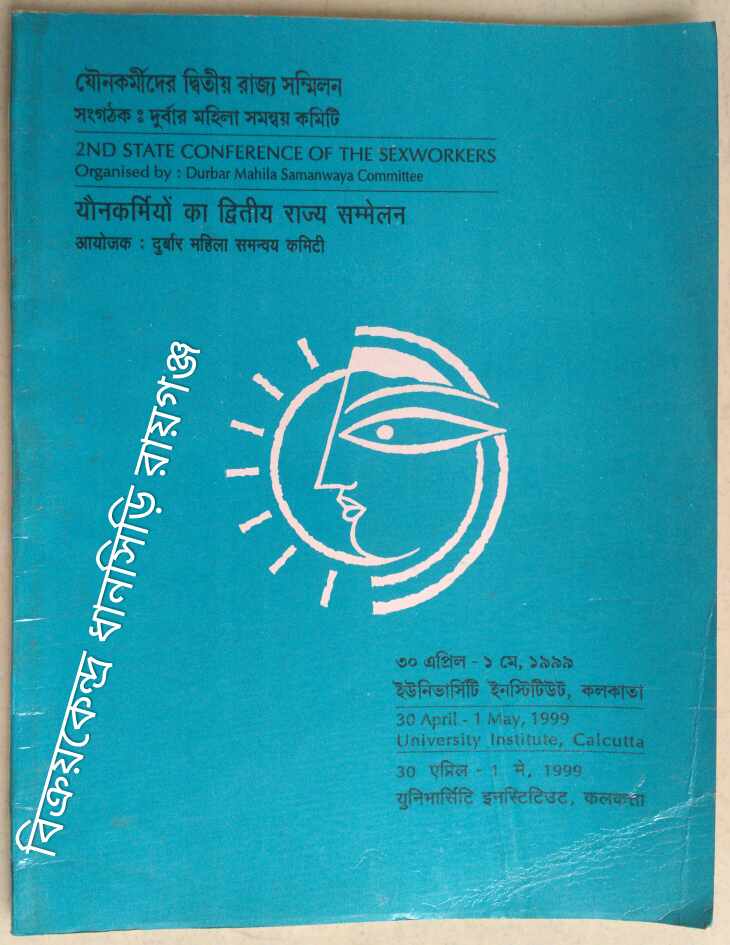 যৌনকর্মীদের দ্বিতীয় রাজ্য সম্মিলন
সংগঠক : দুর্বার মহিলা সমন্বয় কমিটি
2ND STATE CONFERENCE OF THE SEXWORKERS
Organised by : Durbar Mahila Samanwaya Committee
यौनकर्मियों का द्वितीय राज्य सम्मेलन
आयोजक : दुर्बार महिला समन्वय कमिटी
বিক্রয়কেন্দ্র ধানসিড়ি রায়গঞ্জ
৩০ এপ্রিল - ১ মে, ১৯৯৯
ইউনিভার্সিটি ইনস্টিটিউট, কলকাতা
30 April - 1 May, 1999
University Institute, Calcutta
30 एप्रिल - 1 मे, 1999
युनिभार्सिटि इनस्टिटिउट, कलकत्ता